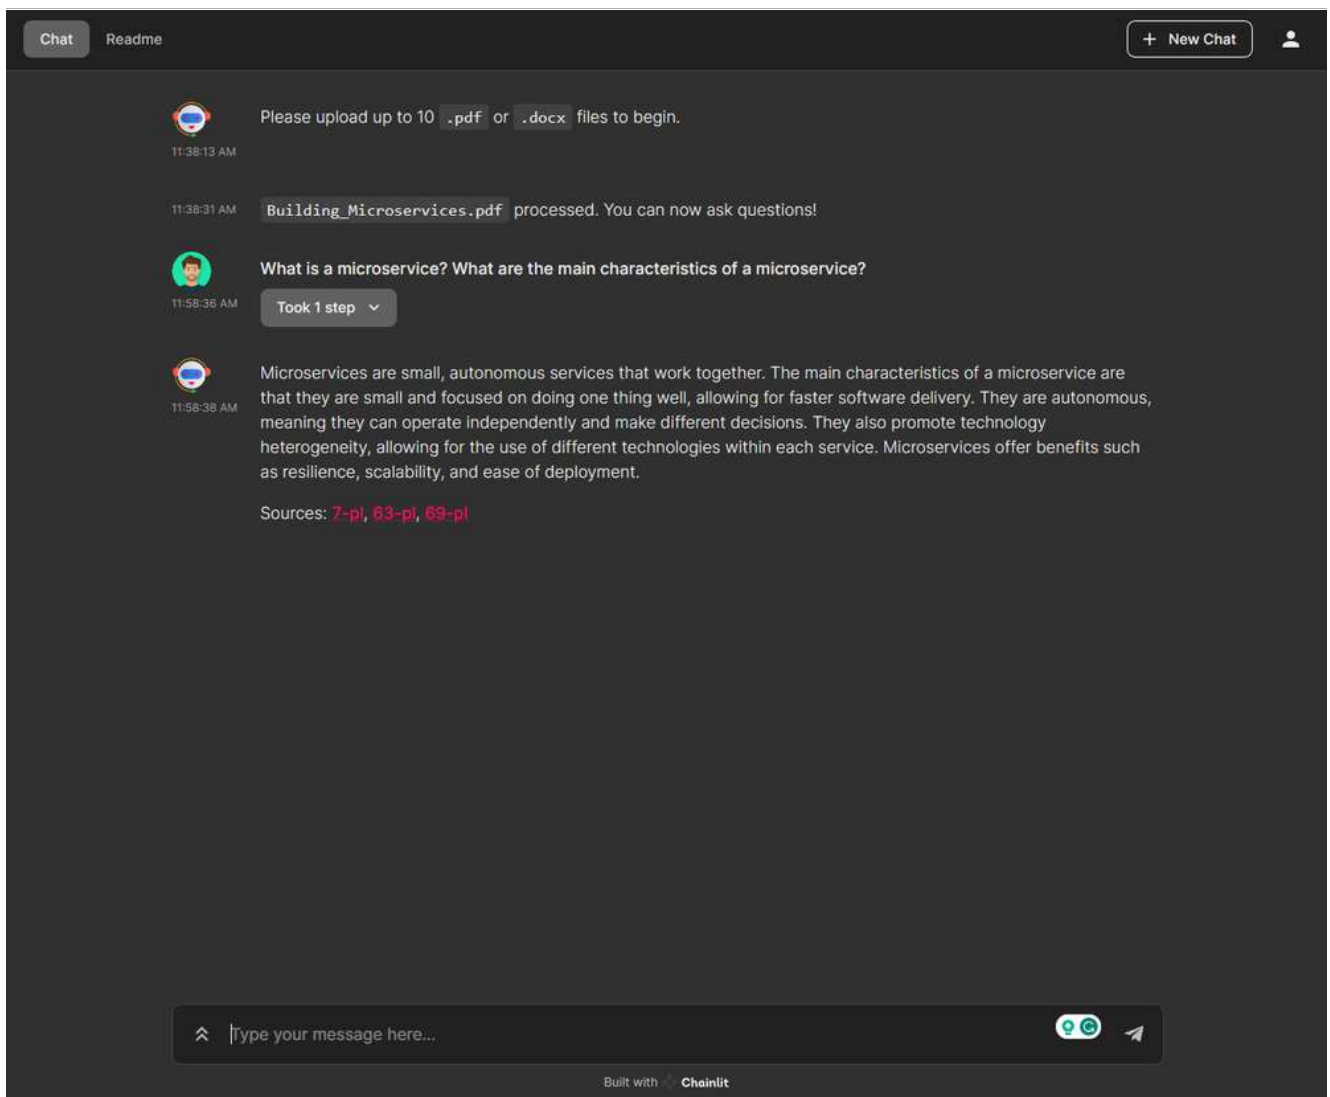 Chat Readme + New Chat
Please upload up to 10 .pdf or .docx files to begin.
11:38:13 AM
11:38:31 AM Building_Microservices.pdf processed. You can now ask questions!
What is a microservice? What are the main characteristics of a microservice?
11:58:36 AM
Took 1 step
Microservices are small, autonomous services that work together. The main characteristics of a microservice are
11:58:38 AM
that they are small and focused on doing one thing well, allowing for faster software delivery. They are autonomous,
meaning they can operate independently and make different decisions. They also promote technology
heterogeneity, allowing for the use of different technologies within each service. Microservices offer benefits such
as resilience, scalability, and ease of deployment.
Sources: 7-pl, 63-pl, 69-pl
Type your message here...
Built with Chainlit